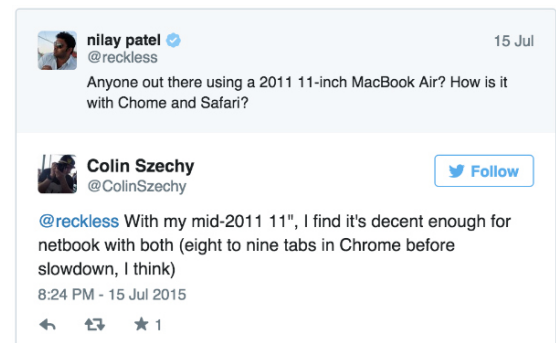 nilay patel
15 Jul
@reckless
Anyone out there using a 2011 11-inch MacBook Air? How is it
with Chome and Safari?
Colin Szechy
Follow
@ColinSzechy
@reckless With my mid-2011 11", I find it's decent enough for
netbook with both (eight to nine tabs in Chrome before
slowdown, I think)
8:24 PM - 15 Jul 2015
1